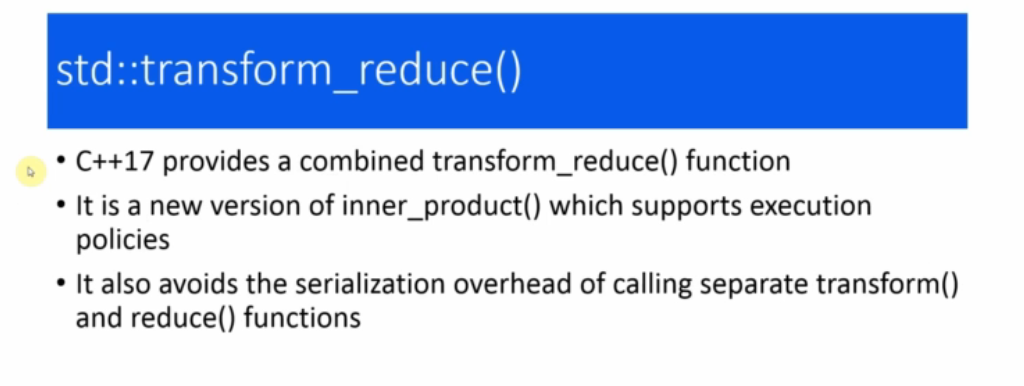 std::transform_reduce()
• C++17 provides a combined transform_reduce() function
• It is a new version of inner_product() which supports execution
policies
• It also avoids the serialization overhead of calling separate transform()
and reduce() functions